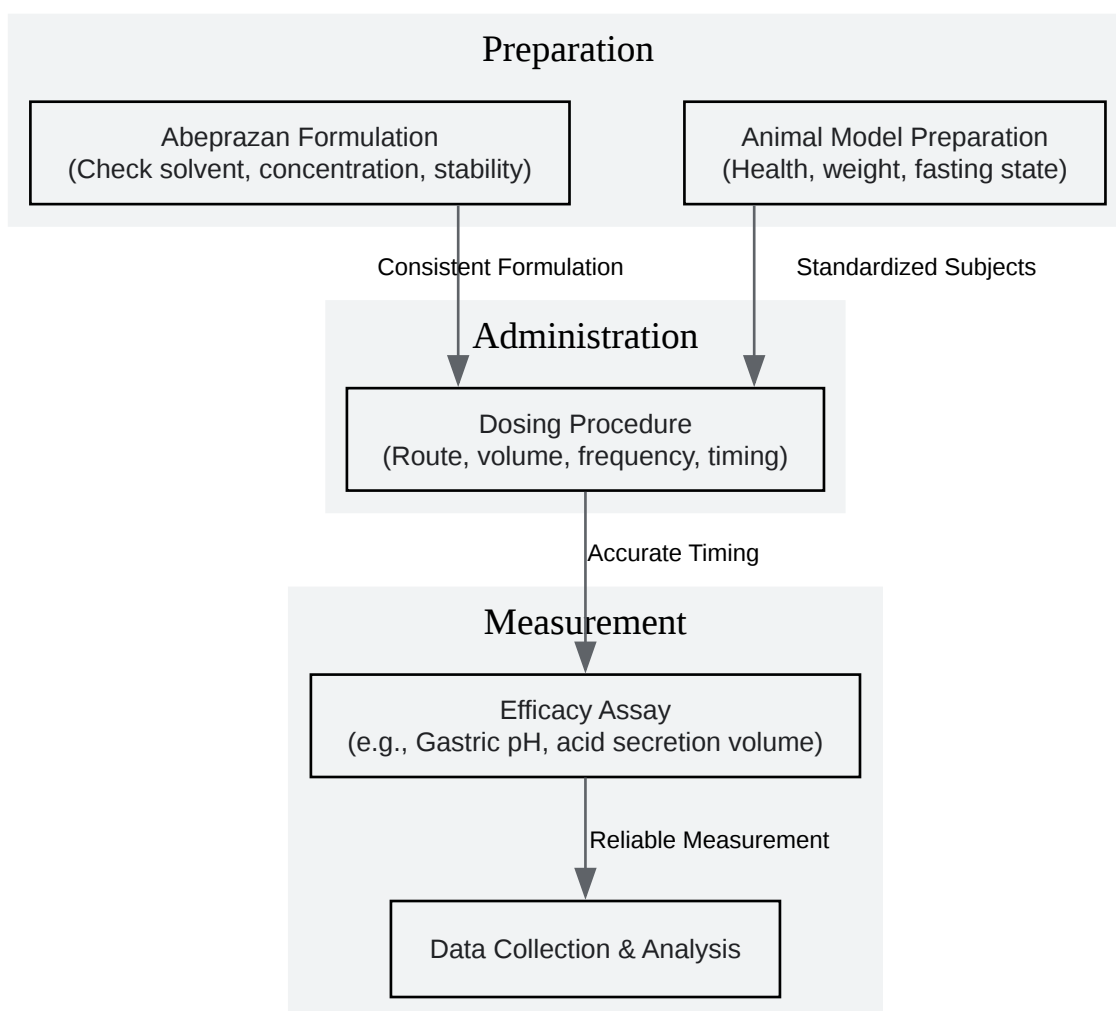 Preparation
Abeprazan Formulation
(Check solvent, concentration, stability)
Animal Model Preparation
(Health, weight, fasting state)
Consistent Formulation
Standardized Subjects
Administration
Dosing Procedure
(Route, volume, frequency, timing)
Accurate Timing
Measurement
Efficacy Assay
(e.g., Gastric pH, acid secretion volume)
Reliable Measurement
Data Collection & Analysis